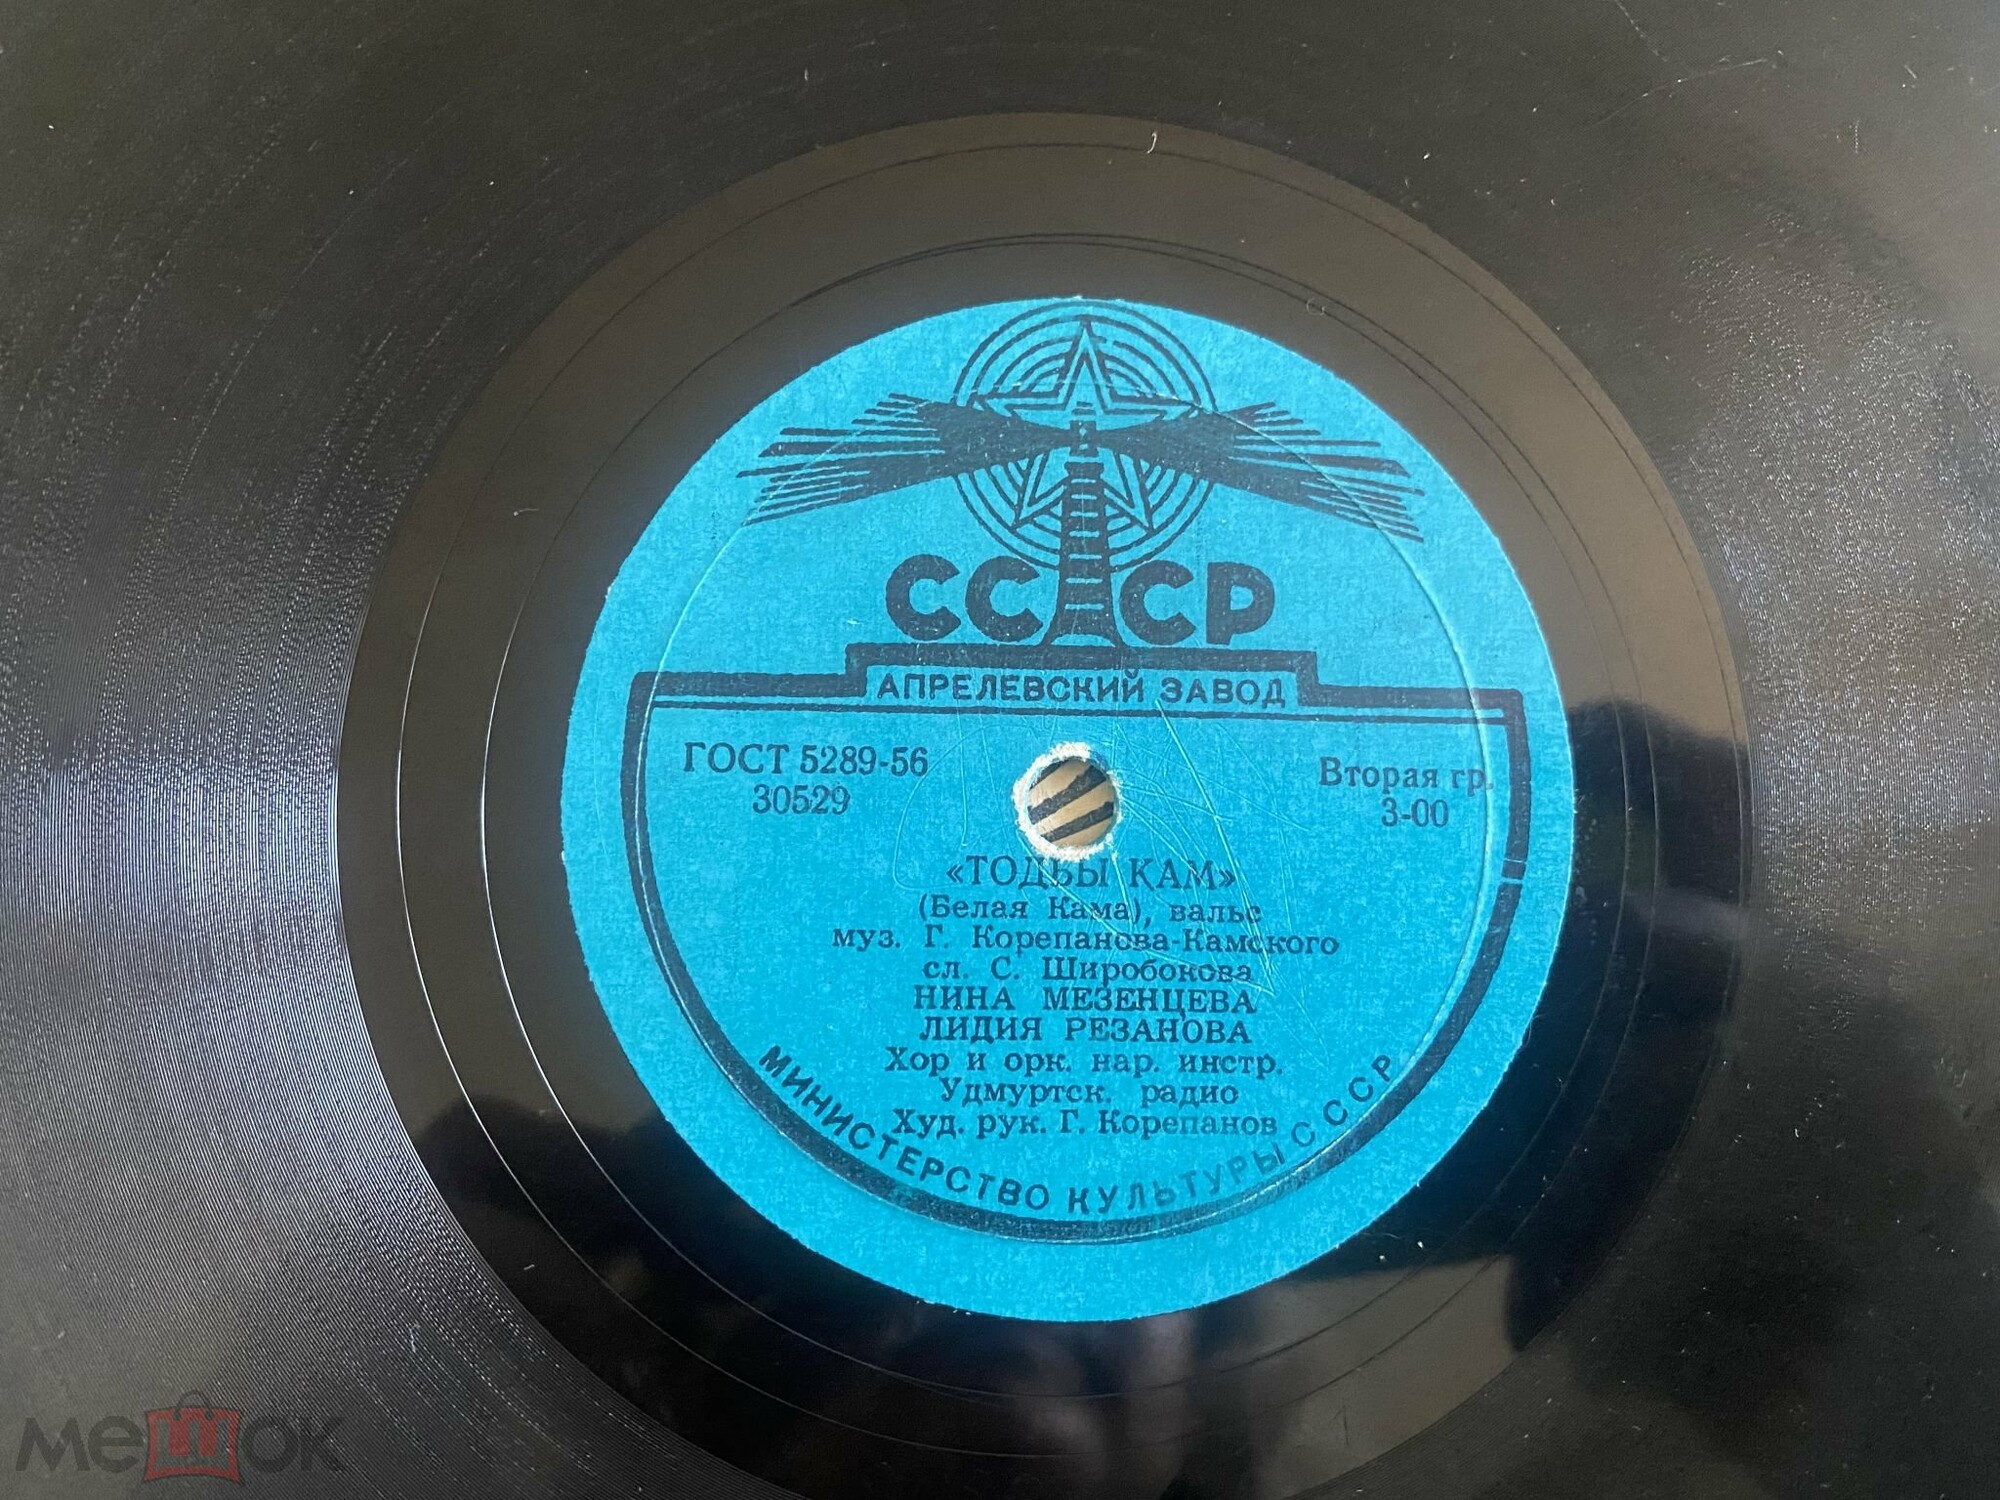 СССР
АПРЕЛЕВСКИЙ ЗАВОД
ГОСТ 5289-56
30529
Вторая гр.
3-00
«ТОДЬЫ КАМ»
(Белая Кама), вальс
муз. Г. Корепанова-Камского
сл. С. Широбокова
НИНА МЕЗЕНЦЕВА
ЛИДИЯ РЕЗАНОВА
Хор и орк. нар. инстр.
Удмуртск. радио
Худ. рук. Г. Корепанов
МИНИСТЕРСТВО КУЛЬТУРЫ СССР
мешок